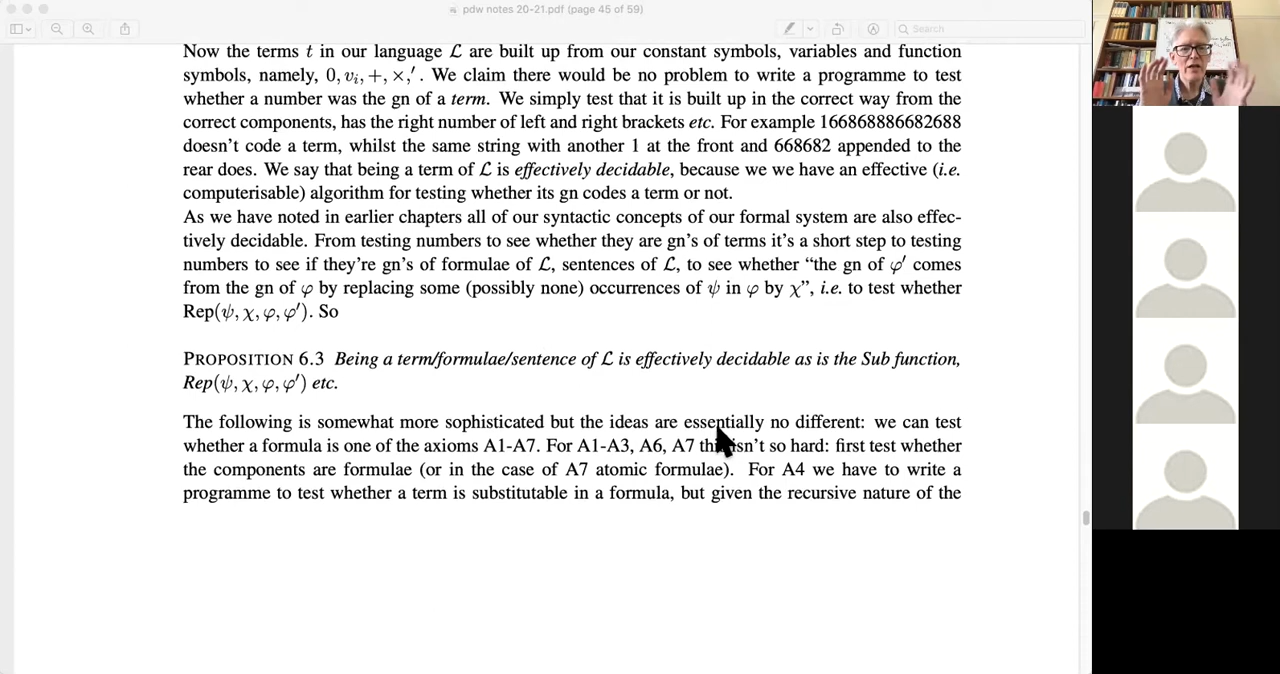 pdw notes 20-21.pdf (page 45 of 59)
Search
Now the terms t in our language ℒ are built up from our constant symbols, variables and function
symbols, namely, 0, vᵢ, +, ×,′ . We claim there would be no problem to write a programme to test
whether a number was the gn of a term. We simply test that it is built up in the correct way from the
correct components, has the right number of left and right brackets etc. For example 166868886682688
doesn't code a term, whilst the same string with another 1 at the front and 668682 appended to the
rear does. We say that being a term of ℒ is effectively decidable, because we we have an effective (i.e.
computerisable) algorithm for testing whether its gn codes a term or not.
As we have noted in earlier chapters all of our syntactic concepts of our formal system are also effec-
tively decidable. From testing numbers to see whether they are gn's of terms it's a short step to testing
numbers to see if they're gn's of formulae of ℒ, sentences of ℒ, to see whether "the gn of φ′ comes
from the gn of φ by replacing some (possibly none) occurrences of ψ in φ by χ", i.e. to test whether
Rep(ψ, χ, φ, φ′). So
PROPOSITION 6.3 Being a term/formulae/sentence of ℒ is effectively decidable as is the Sub function,
Rep(ψ, χ, φ, φ′) etc.
The following is somewhat more sophisticated but the ideas are essentially no different: we can test
whether a formula is one of the axioms A1-A7. For A1-A3, A6, A7 isn't so hard: first test whether
the components are formulae (or in the case of A7 atomic formulae). For A4 we have to write a
programme to test whether a term is substitutable in a formula, but given the recursive nature of the